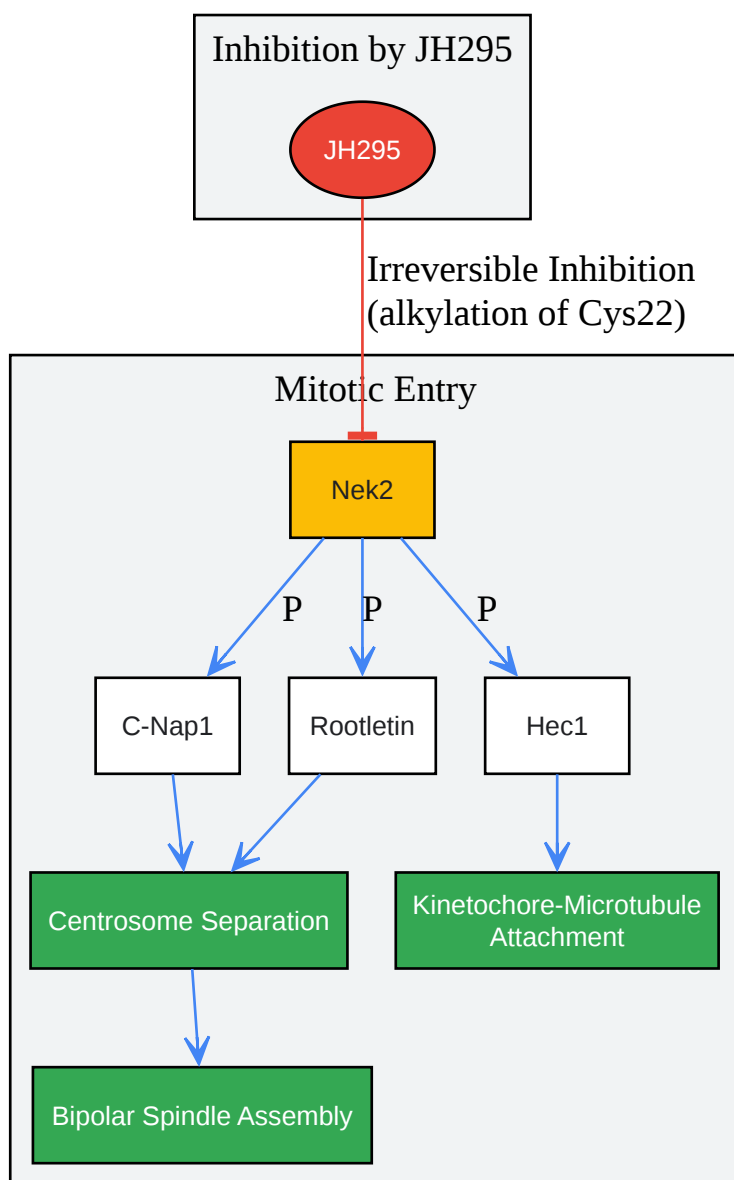 Inhibition by JH295
JH295
Irreversible Inhibition
(alkylation of Cys22)
Mitotic Entry
Nek2
P
P
P
C-Nap1
Rootletin
Hec1
Centrosome Separation
Kinetochore-Microtubule
Attachment
Bipolar Spindle Assembly